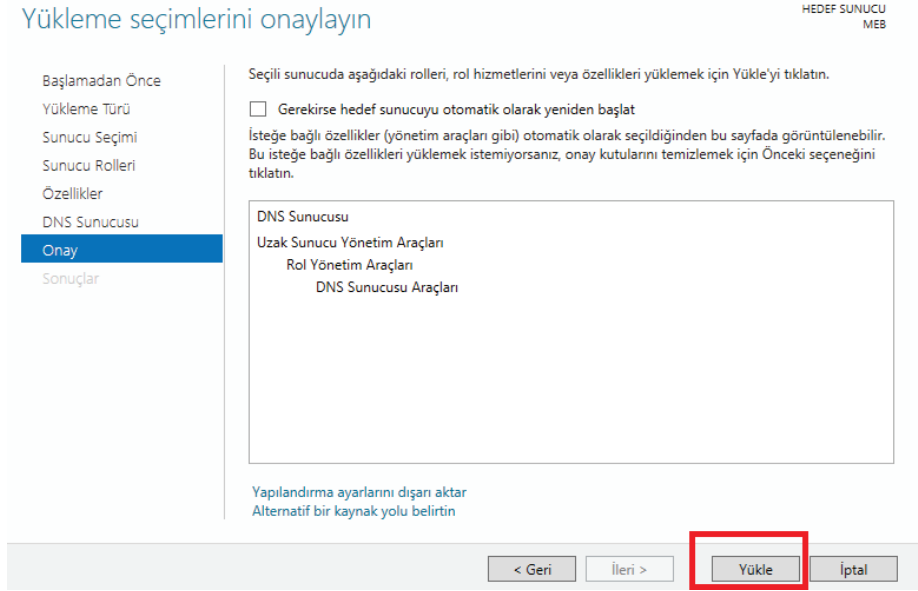 Yükleme seçimlerini onaylayın
HEDEF SUNUCU
MEB
Başlamadan Önce
Yükleme Türü
Sunucu Seçimi
Sunucu Rolleri
Özellikler
DNS Sunucusu
Onay
Sonuçlar
Seçili sunucuda aşağıdaki rolleri, rol hizmetlerini veya özellikleri yüklemek için Yükle'yi tıklatın.
Gerekirse hedef sunucuyu otomatik olarak yeniden başlat
İsteğe bağlı özellikler (yönetim araçları gibi) otomatik olarak seçildiğinden bu sayfada görüntülenebilir.
Bu isteğe bağlı özellikleri yüklemek istemiyorsanız, onay kutularını temizlemek için Önceki seçeneğini
tıklatın.
DNS Sunucusu
Uzak Sunucu Yönetim Araçları
Rol Yönetim Araçları
DNS Sunucusu Araçları
Yapılandırma ayarlarını dışarı aktar
Alternatif bir kaynak yolu belirtin
< Geri
İleri >
Yükle
İptal